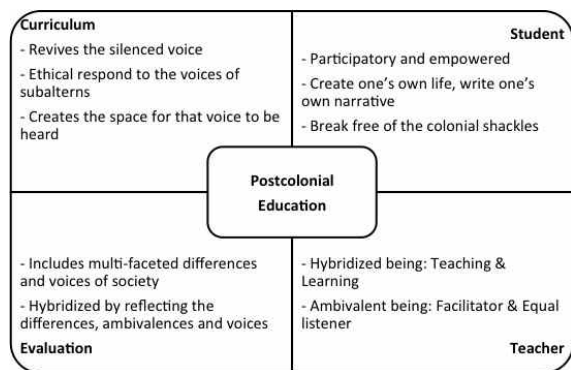 Curriculum
- Revives the silenced voice
- Ethical respond to the voices of
subalterns
- Creates the space for that voice to be
heard
Student
- Participatory and empowered
- Create one's own life, write one's
own narrative
- Break free of the colonial shackles
Postcolonial
Education
- Includes multi-faceted differences
and voices of society
- Hybridized by reflecting the
differences, ambivalences and voices
Evaluation
- Hybridized being: Teaching &
Learning
- Ambivalent being: Facilitator & Equal
listener
Teacher